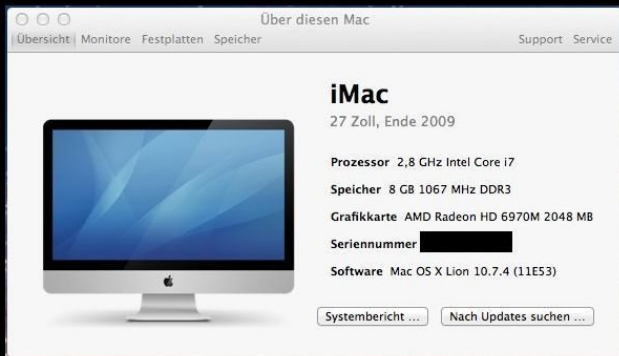 Über diesen Mac
Übersicht Monitore Festplatten Speicher Support Service
iMac
27 Zoll, Ende 2009
Prozessor 2,8 GHz Intel Core i7
Speicher 8 GB 1067 MHz DDR3
Grafikkarte AMD Radeon HD 6970M 2048 MB
Seriennummer
Software Mac OS X Lion 10.7.4 (11E53)
Systembericht ... Nach Updates suchen ...